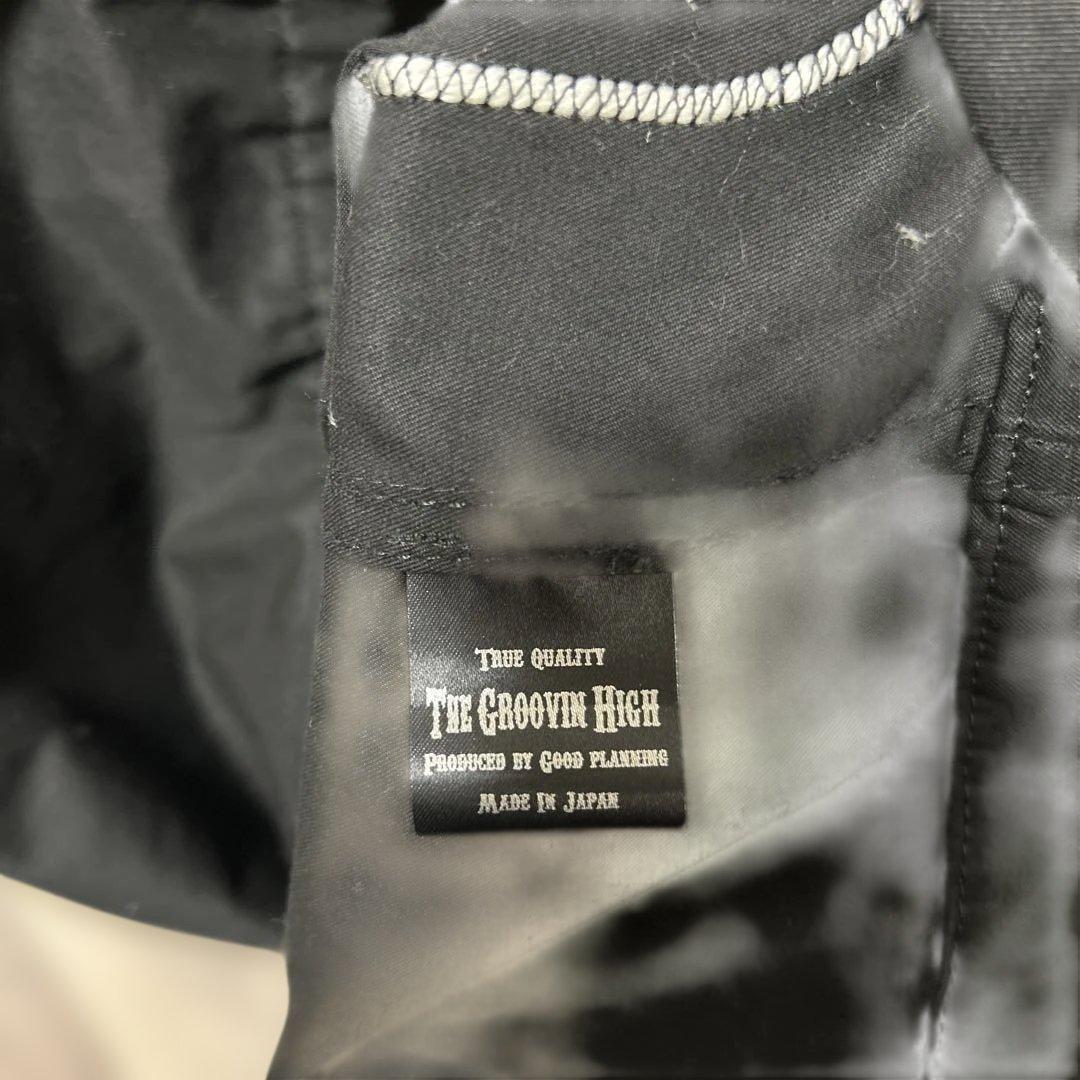 TRUE QUALITY
THE GROOVIN HIGH
PRODUCED BY GOOD PLANNING
MADE IN JAPAN